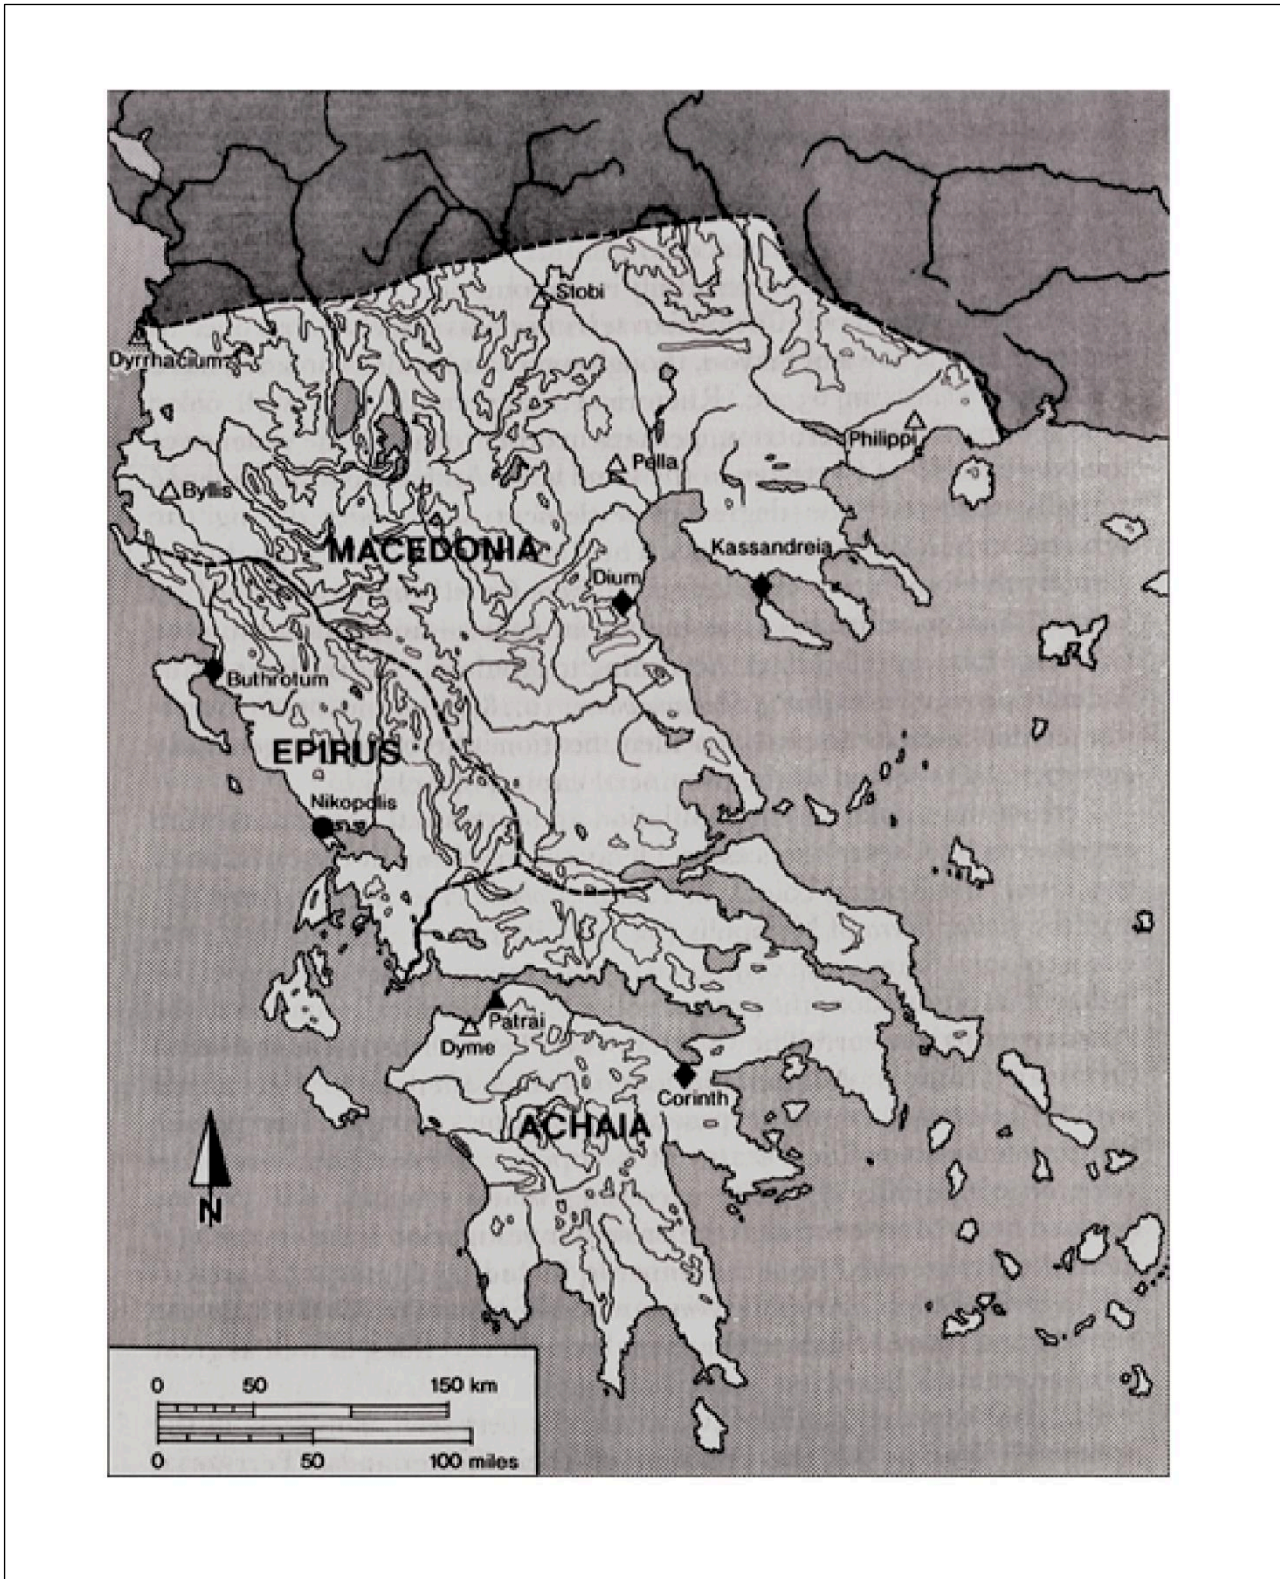 Stobi
Dyrrhacium
Philippi
Pella
Byllis
MACEDONIA
Kassandreia
Dium
Buthrotum
EPIRUS
Nikopolis
Patrai
Dyme
Corinth
ACHAIA
N
0 50 150 km
0 50 100 miles